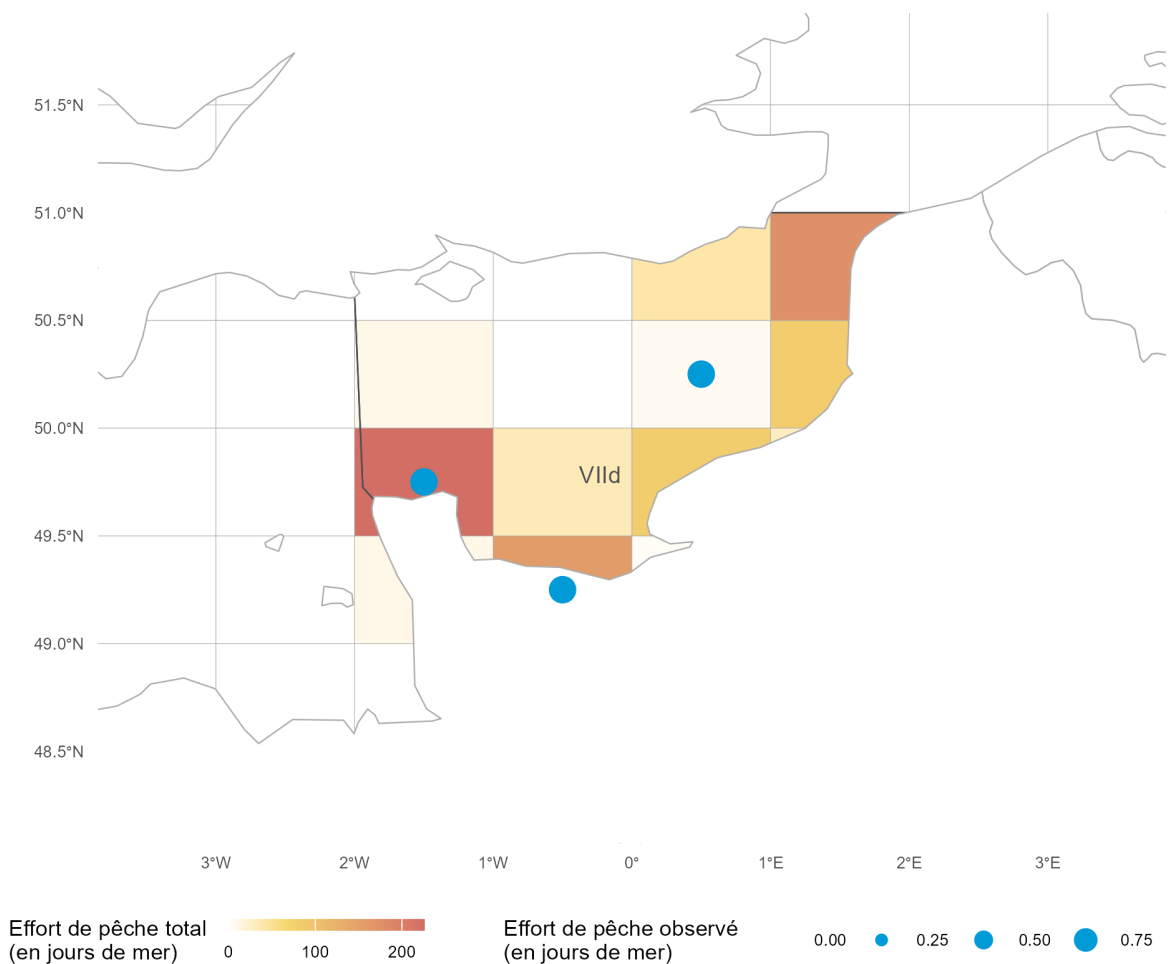 51.5°N
51.0°N
50.5°N
50.0°N
VIId
49.5°N
49.0°N
48.5°N
3°W 2°W 1°W 0° 1°E 2°E 3°E
Effort de pêche total
(en jours de mer)
0 100 200
Effort de pêche observé
(en jours de mer)
0.00 0.25 0.50 0.75